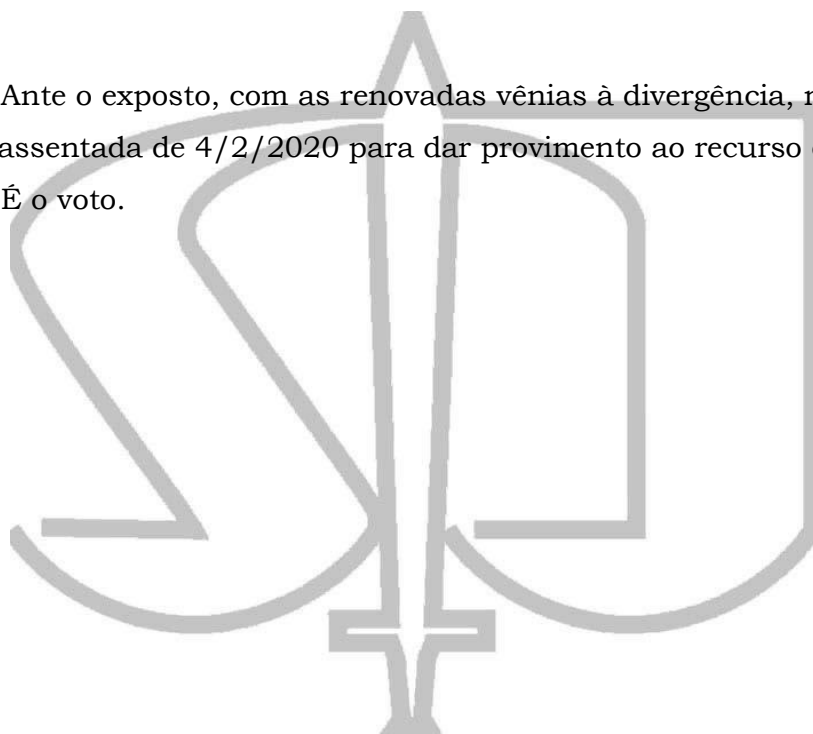 Ante o exposto, com as renovadas vênias à divergência,
assentada de 4/2/2020 para dar provimento ao recurso
É o voto.